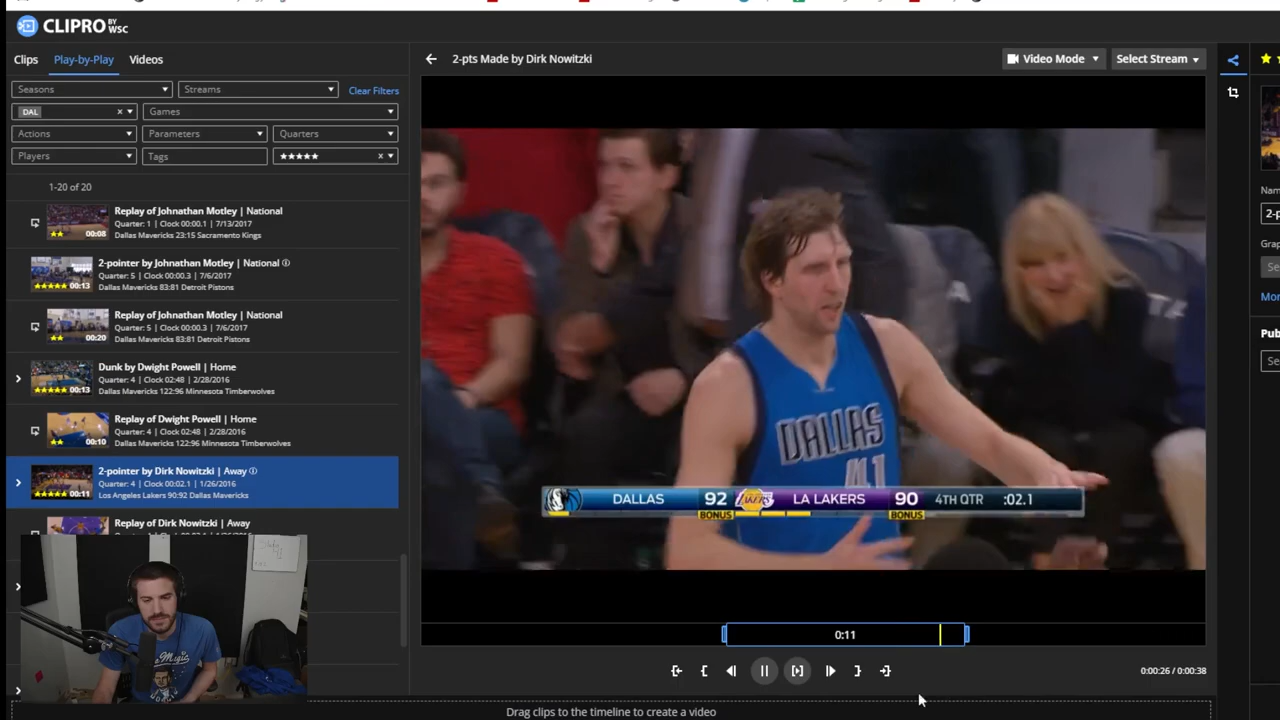 CLIPRO BY WSC
Clips Play-by-Play Videos
Seasons Streams Clear Filters
DAL × Games
Actions Parameters Quarters
Players Tags ★★★★★ ×
1-20 of 20
Replay of Johnathan Motley | National
Quarter: 1 | Clock 00:00.1 | 7/13/2017
Dallas Mavericks 23:15 Sacramento Kings
★★ 00:08
2-pointer by Johnathan Motley | National
Quarter: 5 | Clock 00:00.3 | 7/6/2017
Dallas Mavericks 83:81 Detroit Pistons
★★★★★ 00:13
Replay of Johnathan Motley | National
Quarter: 5 | Clock 00:00.3 | 7/6/2017
Dallas Mavericks 83:81 Detroit Pistons
★★ 00:20
Dunk by Dwight Powell | Home
Quarter: 4 | Clock 02:48 | 2/28/2016
Dallas Mavericks 122:96 Minnesota Timberwolves
★★★★★ 00:13
Replay of Dwight Powell | Home
Quarter: 4 | Clock 02:48 | 2/28/2016
Dallas Mavericks 122:96 Minnesota Timberwolves
★★ 00:10
2-pointer by Dirk Nowitzki | Away
Quarter: 4 | Clock 00:02.1 | 1/26/2016
Los Angeles Lakers 90:92 Dallas Mavericks
★★★★★ 00:11
Replay of Dirk Nowitzki | Away
2-pts Made by Dirk Nowitzki
Video Mode Select Stream
DALLAS
41
DALLAS 92 LAKERS LA LAKERS 90 4TH QTR :02.1
BONUS BONUS
0:11
0:00:26 / 0:00:38
Drag clips to the timeline to create a video
Magic